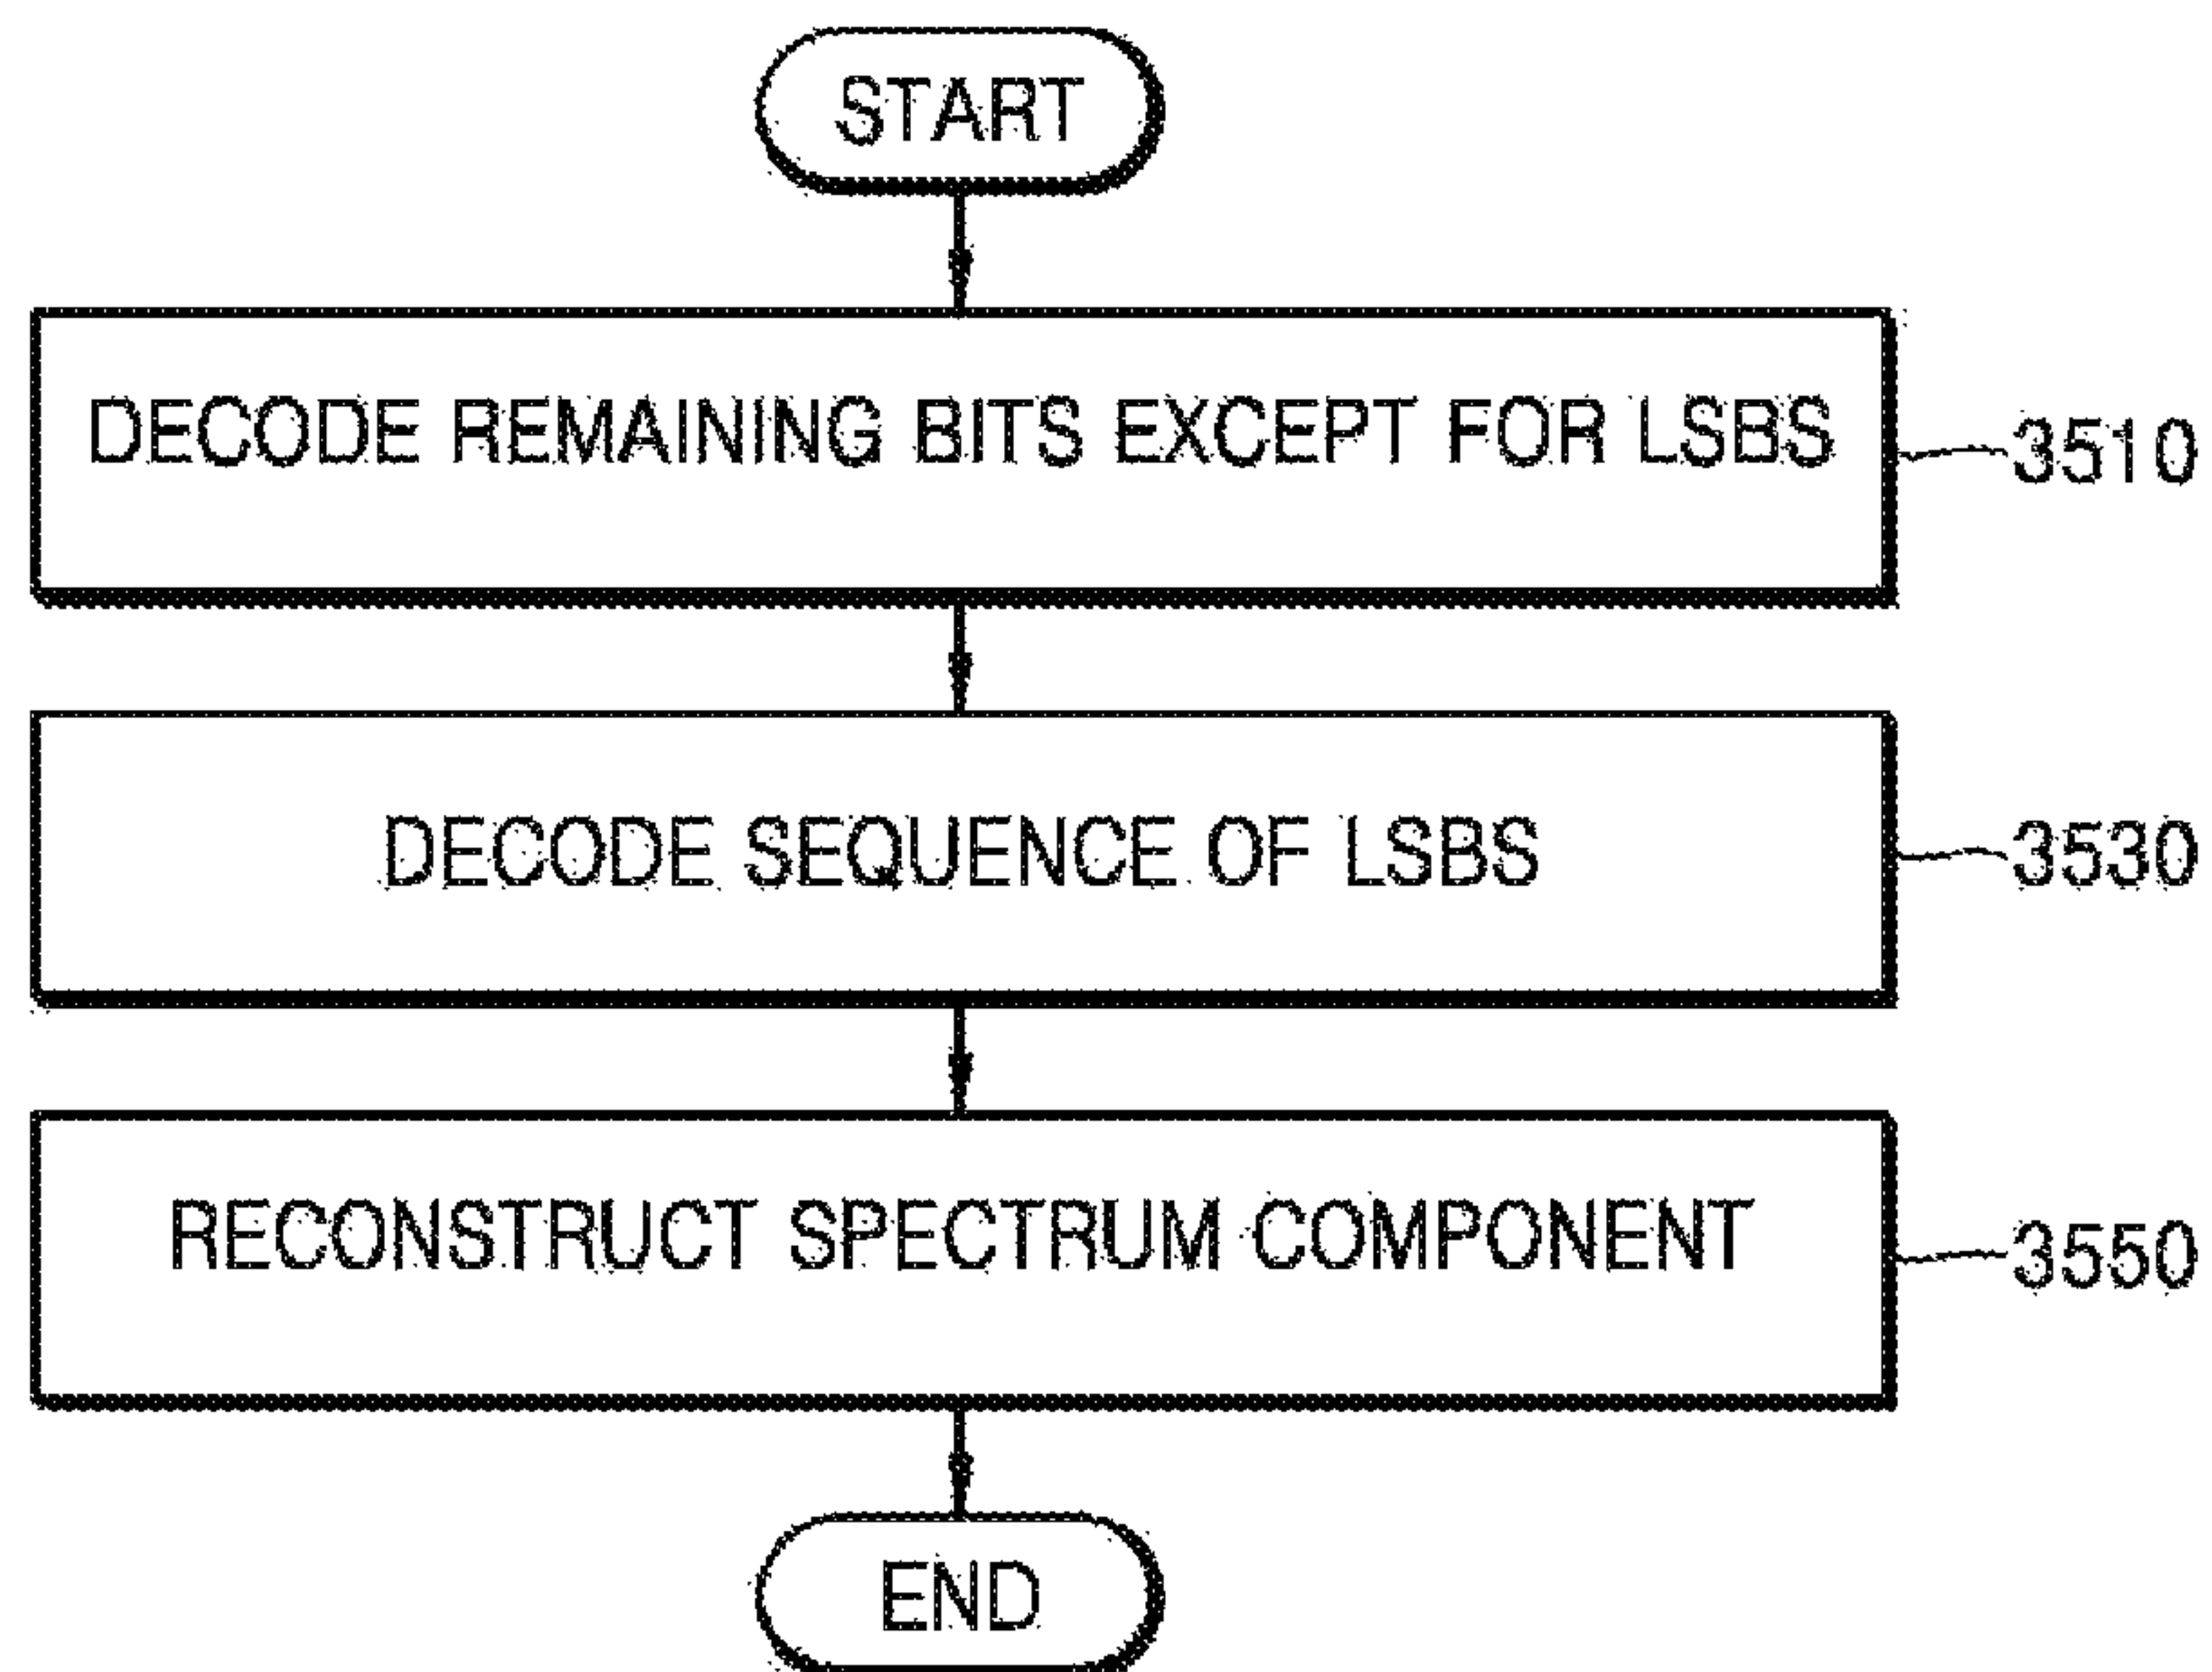 START
DECODE REMAINING BITS EXCEPT FOR LSBS
3510
DECODE SEQUENCE OF LSBS
3530
RECONSTRUCT SPECTRUM COMPONENT
3550
END